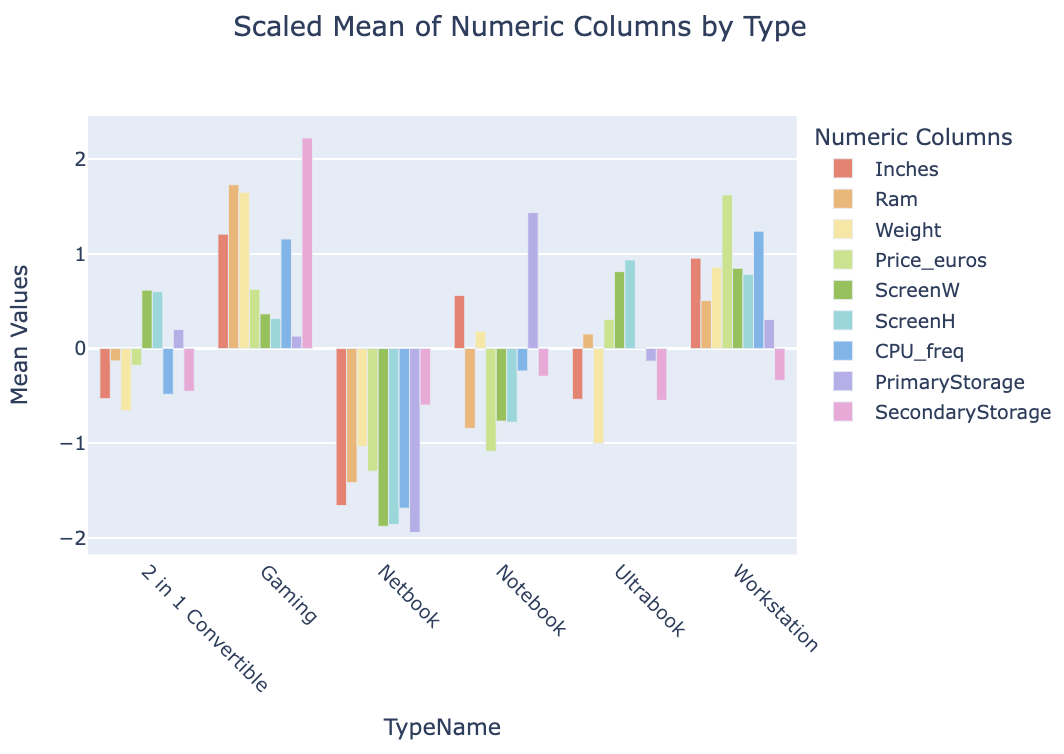 Scaled Mean of Numeric Columns by Type
Mean Values
2
1
0
−1
−2
2 in 1 Convertible
Gaming
Netbook
Notebook
Ultrabook
Workstation
TypeName
Numeric Columns
Inches
Ram
Weight
Price_euros
ScreenW
ScreenH
CPU_freq
PrimaryStorage
SecondaryStorage